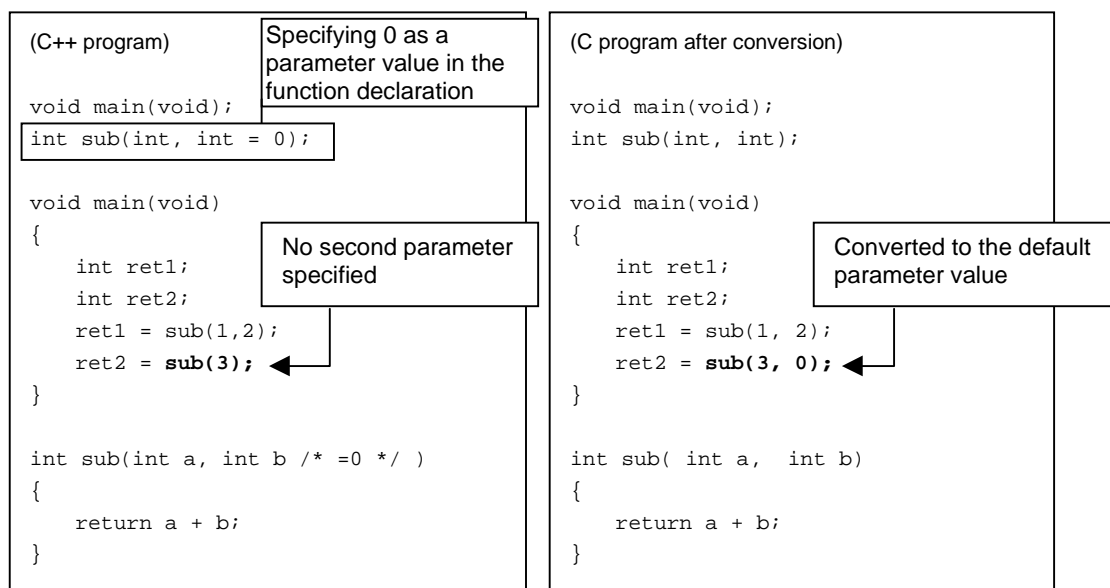 (C++ program)
Specifying 0 as a
parameter value in the
function declaration
void main(void);
int sub(int, int = 0);
void main(void)
{
No second parameter
specified
int ret1;
int ret2;
ret1 = sub(1,2);
ret2 = sub(3);
}
int sub(int a, int b /* =0 */ )
{
return a + b;
}
(C program after conversion)
void main(void);
int sub(int, int);
void main(void)
{
Converted to the default
parameter value
int ret1;
int ret2;
ret1 = sub(1, 2);
ret2 = sub(3, 0);
}
int sub( int a,  int b)
{
return a + b;
}